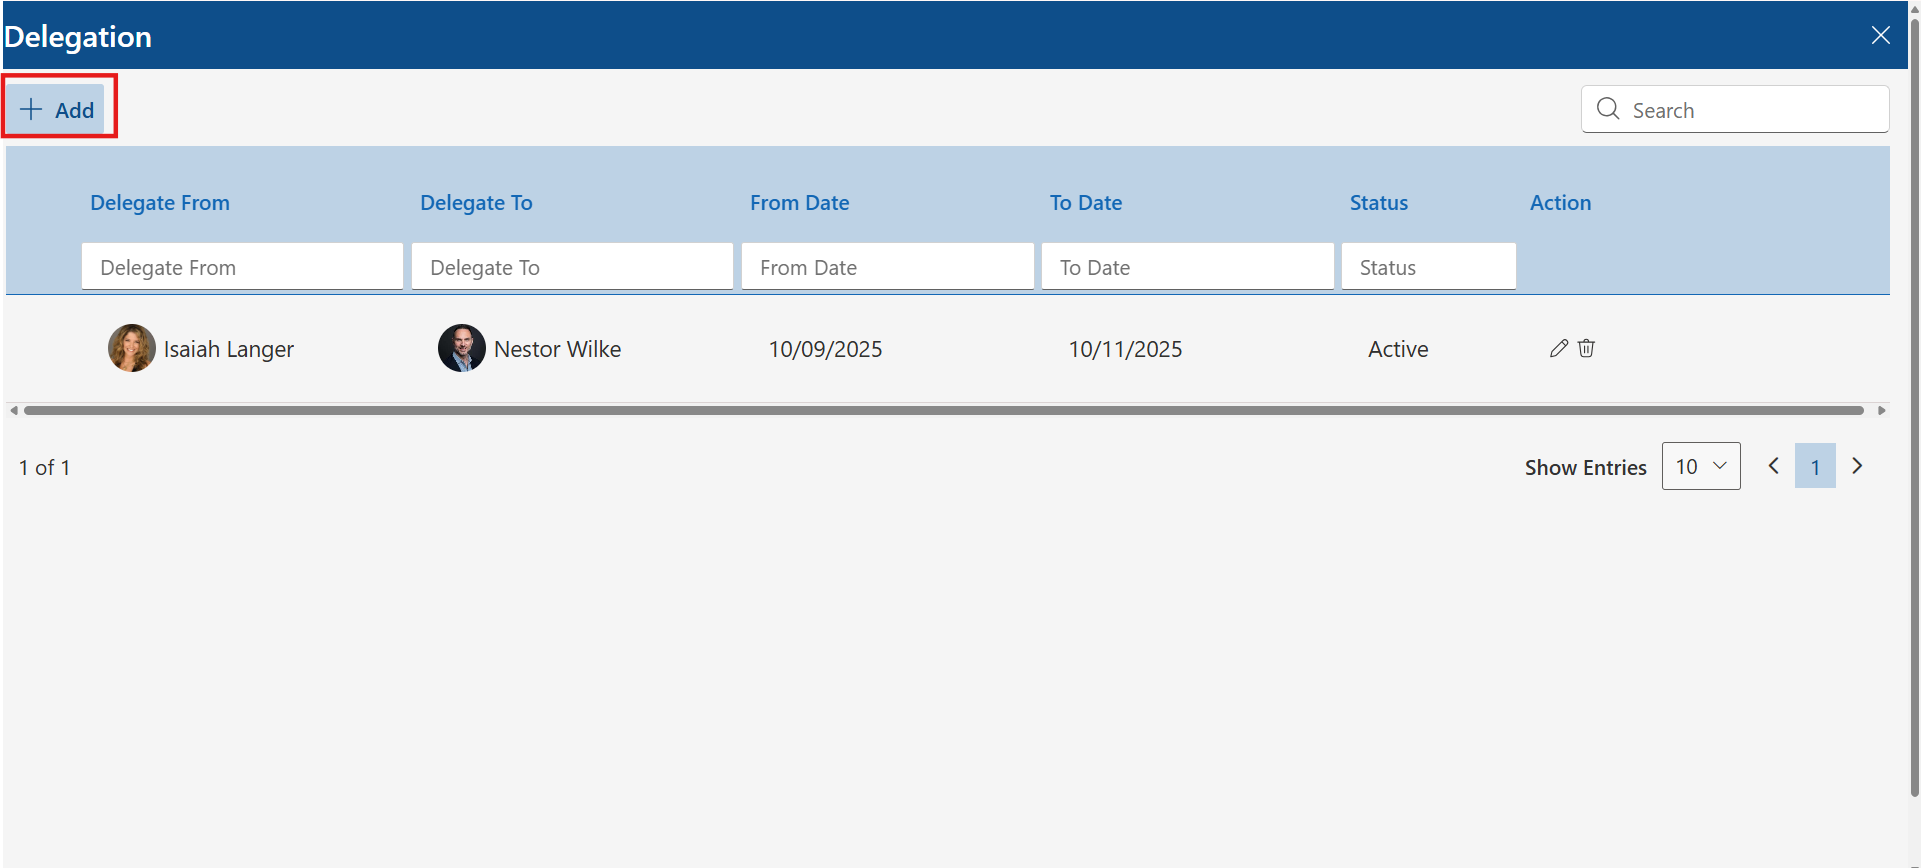 Delegation
Add
Search
Delegate From Delegate To From Date To Date Status Action
Delegate From Delegate To From Date To Date Status
Isaiah Langer Nestor Wilke 10/09/2025 10/11/2025 Active
1 of 1 Show Entries 10 1